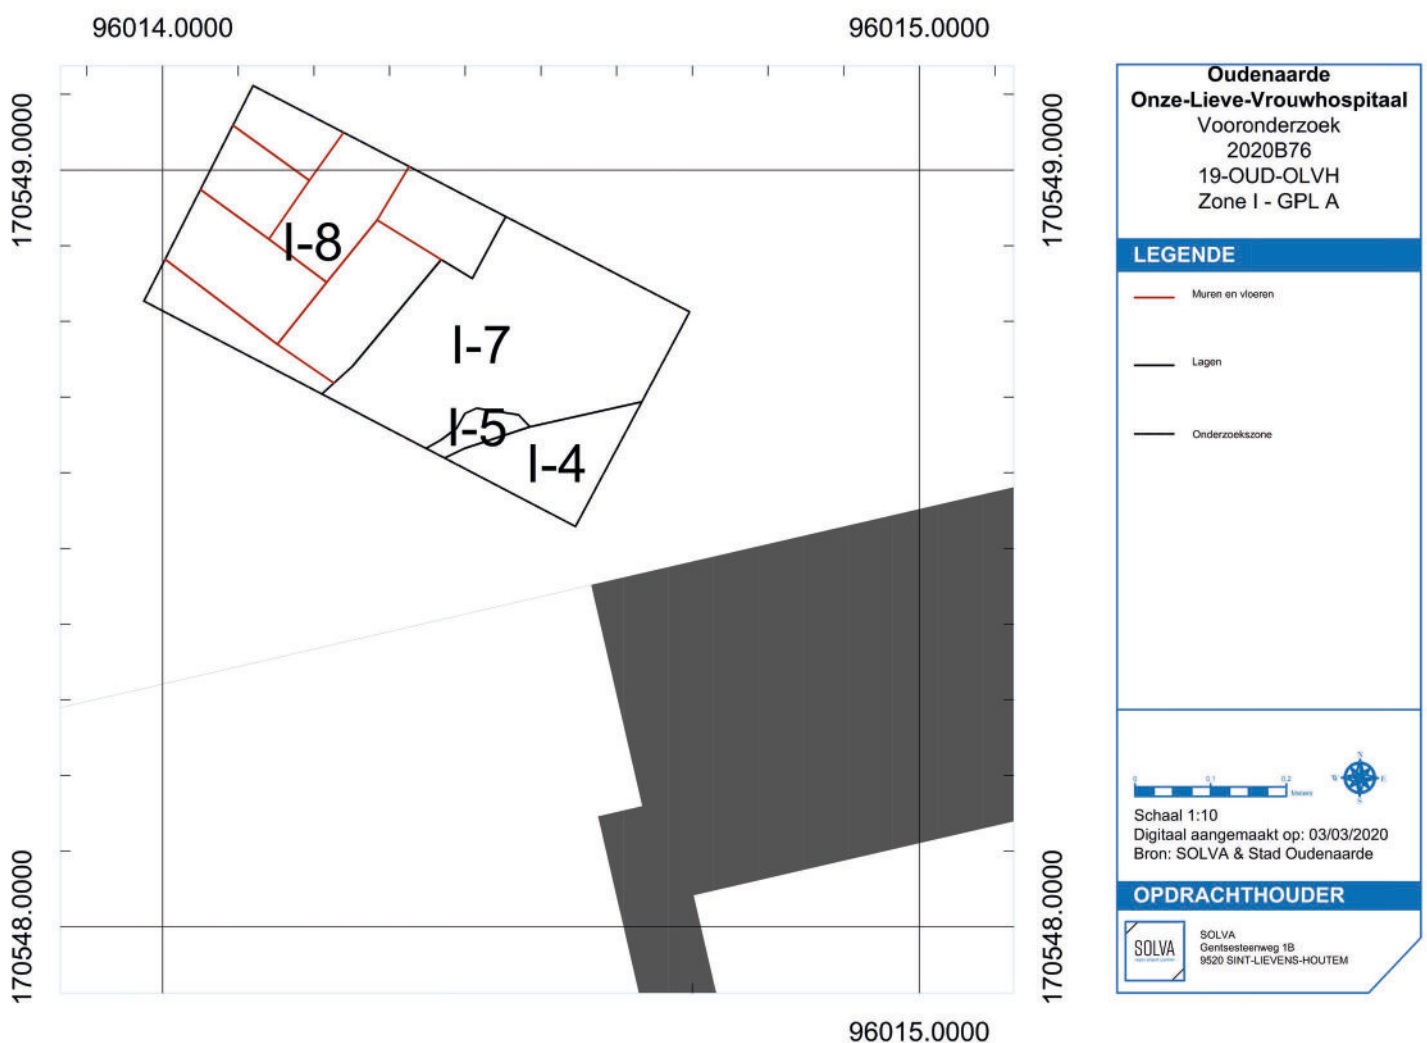 96014.0000
96015.0000
170549.0000
170549.0000
I-8
I-7
I-5
I-4
170548.0000
170548.0000
96015.0000
Oudenaarde
Onze-Lieve-Vrouwhospitaal
Vooronderzoek
2020B76
19-OUD-OLVH
Zone I - GPL A
LEGENDE
Muren en vloeren
Lagen
Onderzoekszone
N
W E
S
0 0.1 0.2
Meters
Schaal 1:10
Digitaal aangemaakt op: 03/03/2020
Bron: SOLVA & Stad Oudenaarde
OPDRACHTHOUDER
SOLVA
SOLVA
Gentsesteenweg 1B
9520 SINT-LIEVENS-HOUTEM